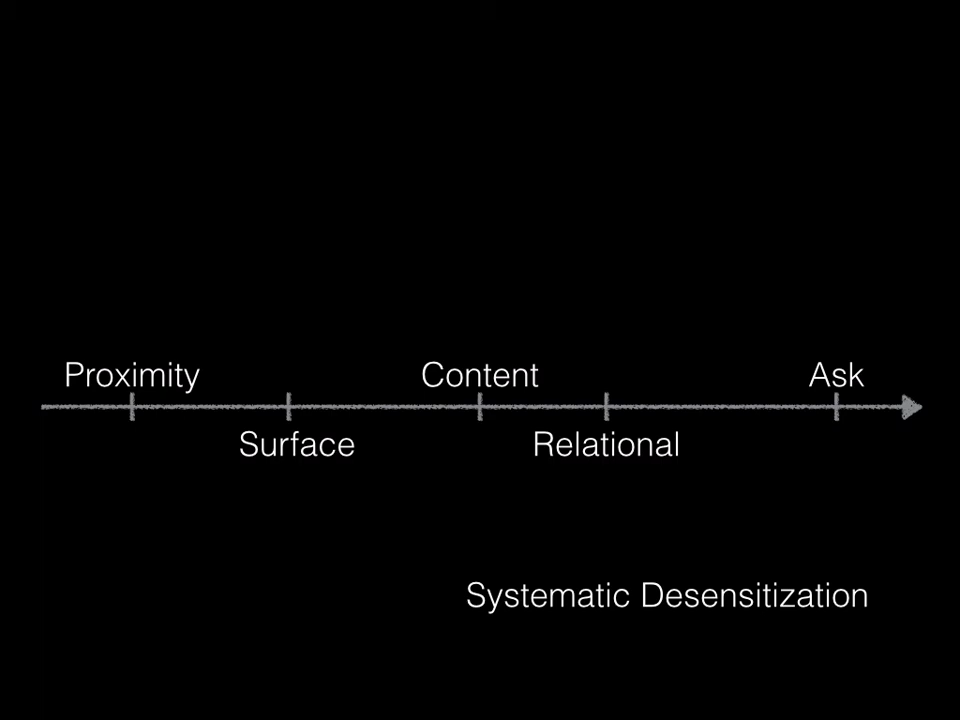 Proximity
Content
Ask
Surface
Relational
Systematic Desensitization